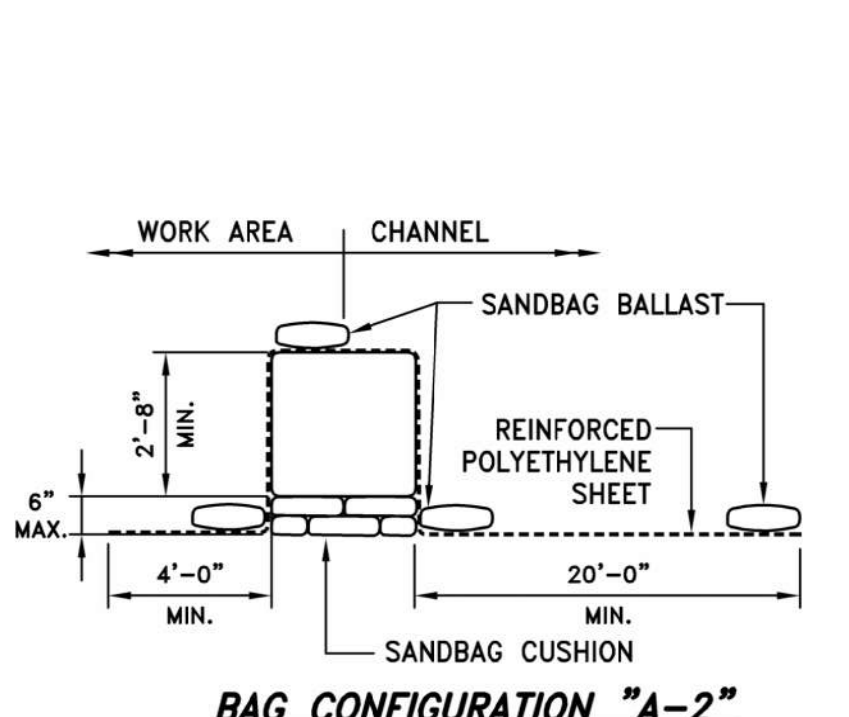 WORK AREA
CHANNEL
SANDBAG BALLAST
2'-8"
MIN.
REINFORCED
POLYETHYLENE
SHEET
6"
MAX.
4'-0"
MIN.
20'-0"
MIN.
SANDBAG CUSHION
BAG CONFIGURATION "A-2"